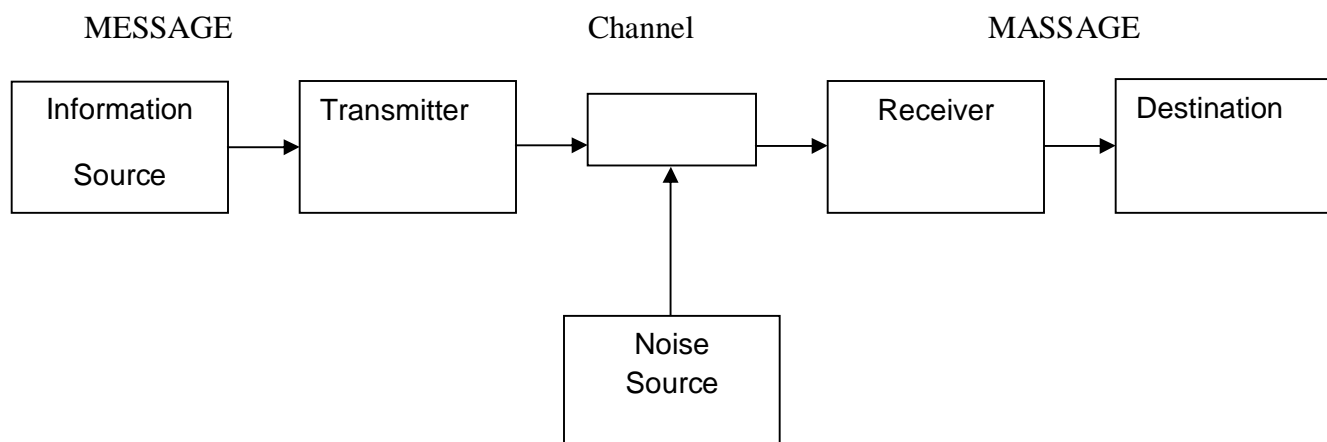 MESSAGE
Channel
MASSAGE
Information
Source
Transmitter
Receiver
Destination
Noise
Source